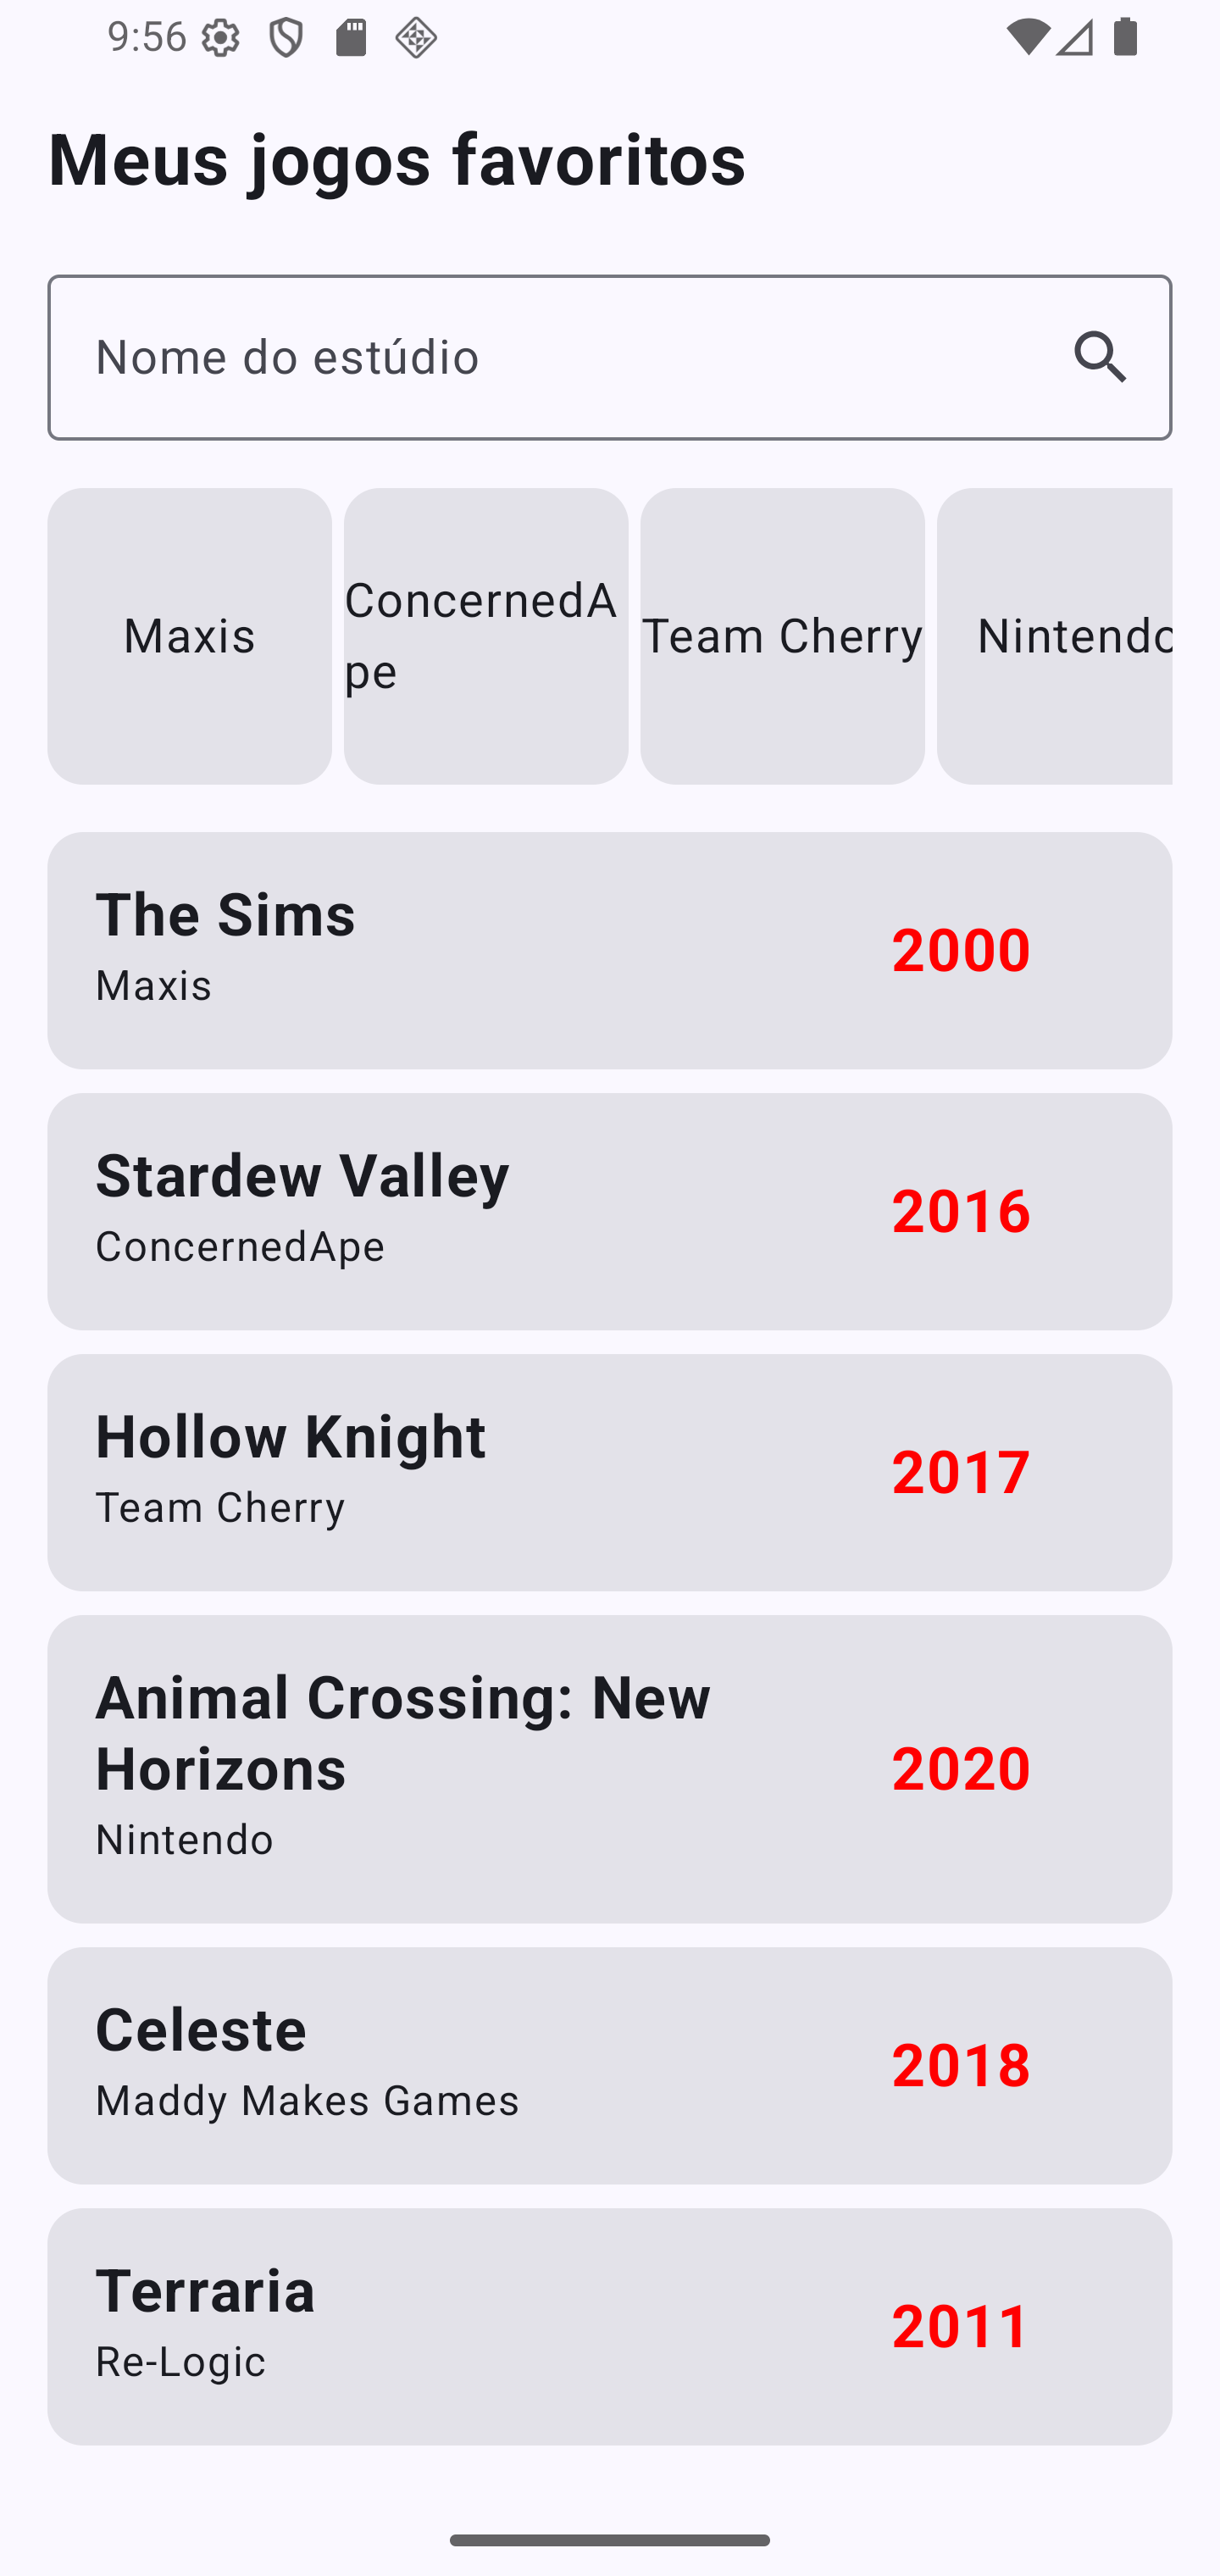 9:56
Meus jogos favoritos
Nome do estúdio
Maxis
ConcernedA
pe
Team Cherry
Nintendo
The Sims
Maxis
2000
Stardew Valley
ConcernedApe
2016
Hollow Knight
Team Cherry
2017
Animal Crossing: New
Horizons
Nintendo
2020
Celeste
Maddy Makes Games
2018
Terraria
Re-Logic
2011